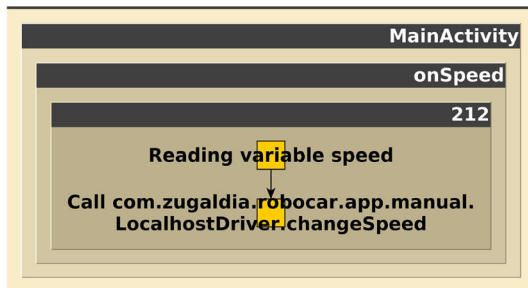 MainActivity
onSpeed
212
Reading variable speed
Call com.zugaldia.robocar.app.manual.
LocalhostDriver.changeSpeed